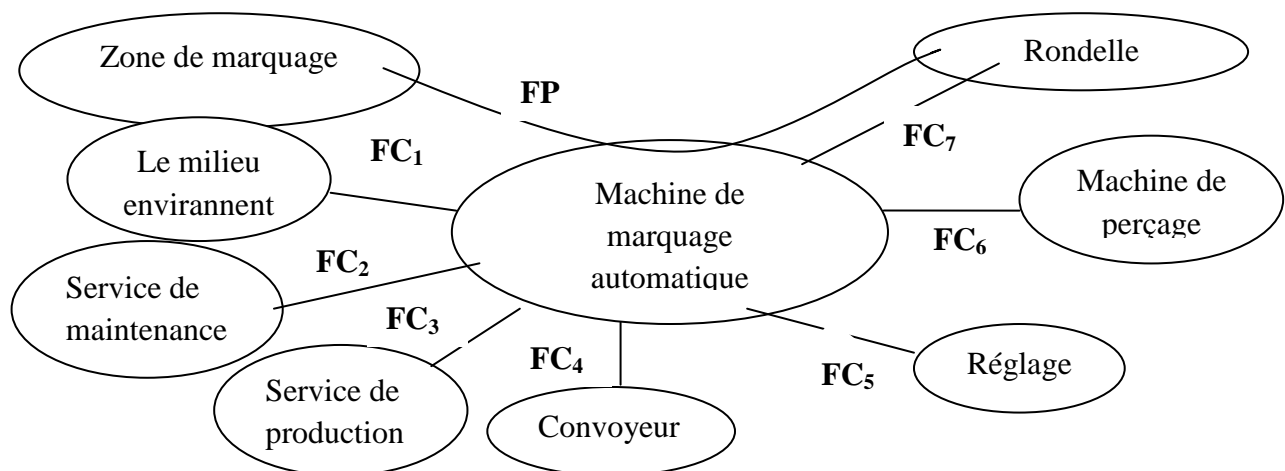 Zone de marquage
Rondelle
FP
FC7
FC1
Le milieu
envirannent
Machine de
marquage
automatique
Machine de
perçage
FC6
FC2
Service de
maintenance
FC3
FC4
FC5
Réglage
Service de
production
Convoyeur